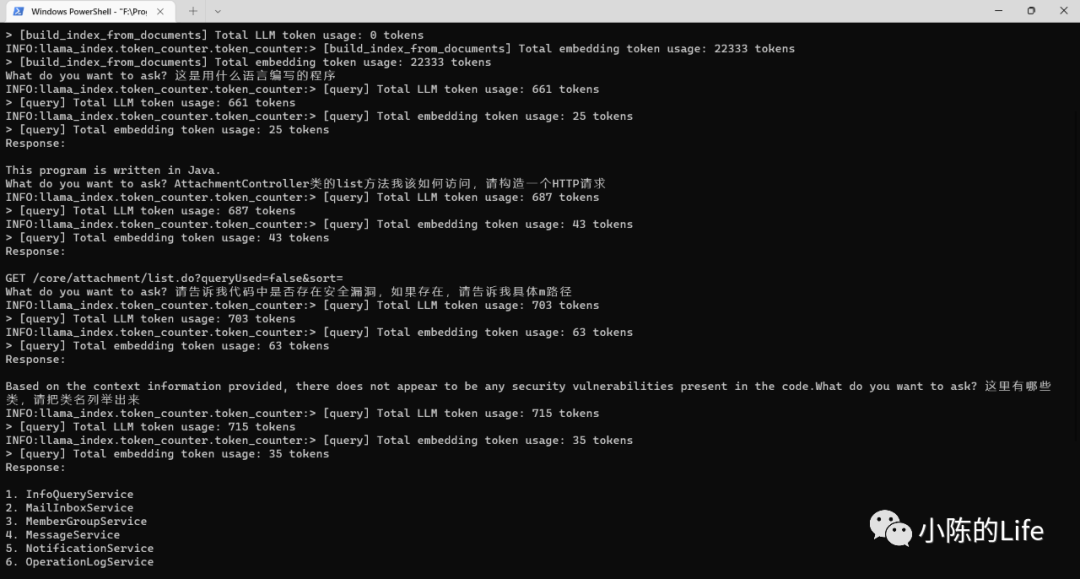 Windows PowerShell - "F:\Prog
> [build_index_from_documents] Total LLM token usage: 0 tokens
INFO:llama_index.token_counter.token_counter:> [build_index_from_documents] Total embedding token usage: 22333 tokens
> [build_index_from_documents] Total embedding token usage: 22333 tokens
What do you want to ask? 这是用什么语言编写的程序
INFO:llama_index.token_counter.token_counter:> [query] Total LLM token usage: 661 tokens
> [query] Total LLM token usage: 661 tokens
INFO:llama_index.token_counter.token_counter:> [query] Total embedding token usage: 25 tokens
> [query] Total embedding token usage: 25 tokens
Response:
This program is written in Java.
What do you want to ask? AttachmentController类的list方法我该如何访问，请构造一个HTTP请求
INFO:llama_index.token_counter.token_counter:> [query] Total LLM token usage: 687 tokens
> [query] Total LLM token usage: 687 tokens
INFO:llama_index.token_counter.token_counter:> [query] Total embedding token usage: 43 tokens
> [query] Total embedding token usage: 43 tokens
Response:
GET /core/attachment/list.do?queryUsed=false&sort=
What do you want to ask? 请告诉我代码中是否存在安全漏洞，如果存在，请告诉我具体m路径
INFO:llama_index.token_counter.token_counter:> [query] Total LLM token usage: 703 tokens
> [query] Total LLM token usage: 703 tokens
INFO:llama_index.token_counter.token_counter:> [query] Total embedding token usage: 63 tokens
> [query] Total embedding token usage: 63 tokens
Response:
Based on the context information provided, there does not appear to be any security vulnerabilities present in the code.What do you want to ask? 这里有哪些
类，请把类名列举出来
INFO:llama_index.token_counter.token_counter:> [query] Total LLM token usage: 715 tokens
> [query] Total LLM token usage: 715 tokens
INFO:llama_index.token_counter.token_counter:> [query] Total embedding token usage: 35 tokens
> [query] Total embedding token usage: 35 tokens
Response:
1. InfoQueryService
2. MailInboxService
3. MemberGroupService
4. MessageService
5. NotificationService
6. OperationLogService
小陈的Life